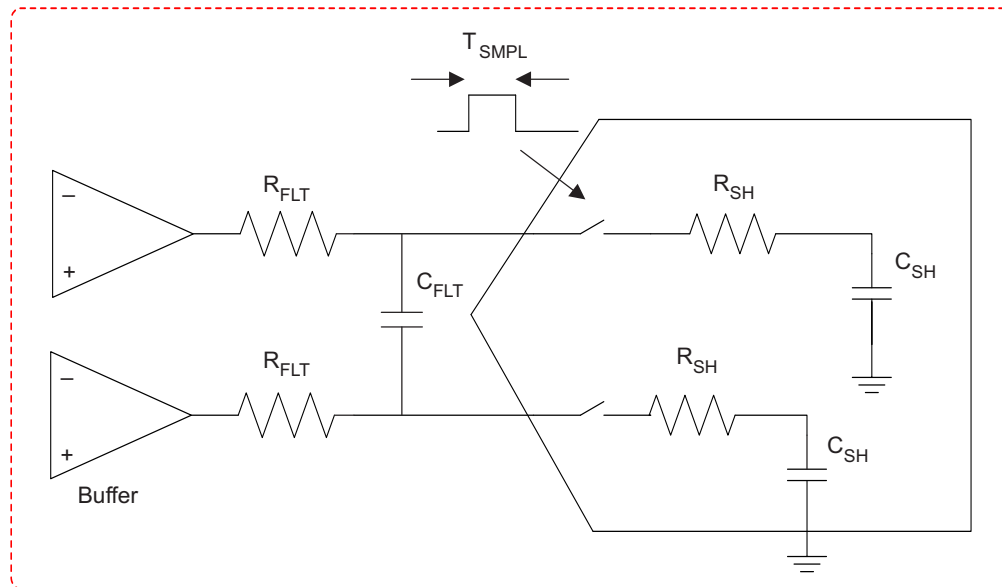 T_SMPL
R_FLT
R_SH
−
+
C_FLT
C_SH
R_FLT
R_SH
−
+
C_SH
Buffer